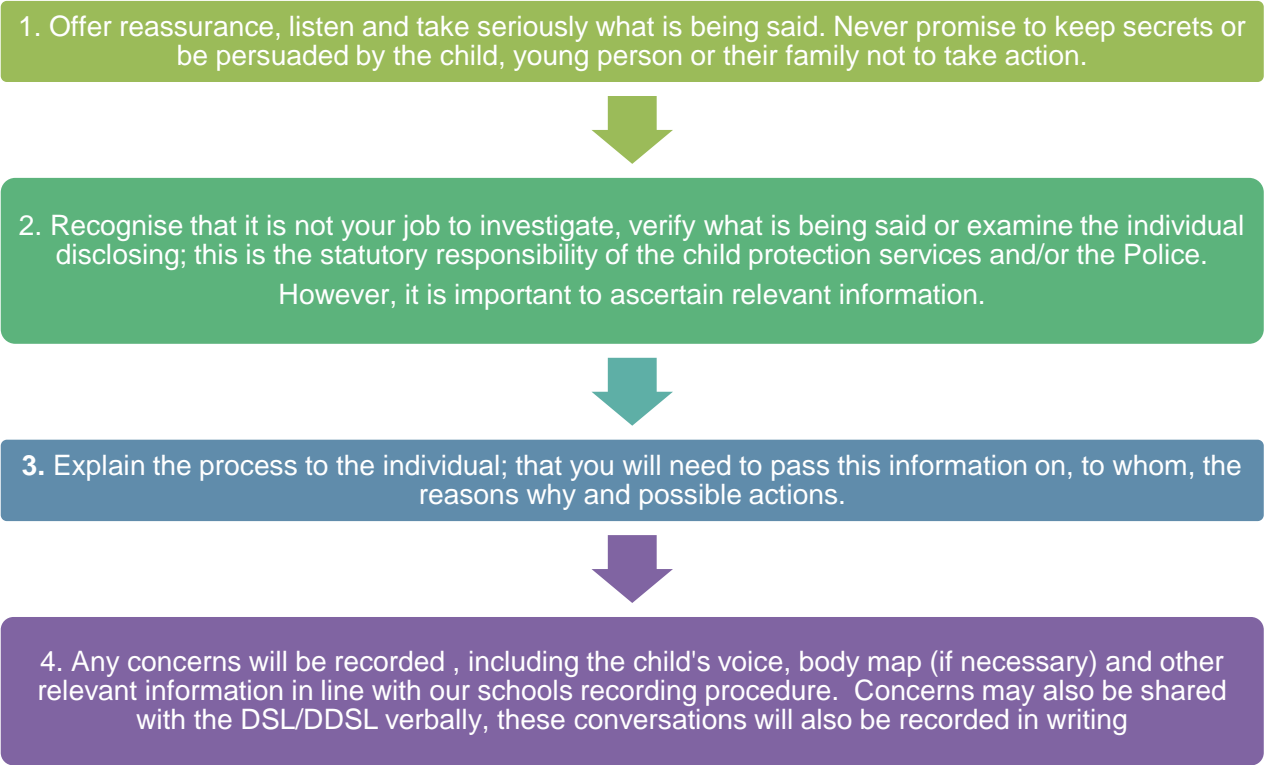 1. Offer reassurance, listen and take seriously what is being said. Never promise to keep secrets or
be persuaded by the child, young person or their family not to take action.
2. Recognise that it is not your job to investigate, verify what is being said or examine the individual
disclosing; this is the statutory responsibility of the child protection services and/or the Police.
However, it is important to ascertain relevant information.
3. Explain the process to the individual; that you will need to pass this information on, to whom, the
reasons why and possible actions.
4. Any concerns will be recorded , including the child's voice, body map (if necessary) and other
relevant information in line with our schools recording procedure.  Concerns may also be shared
with the DSL/DDSL verbally, these conversations will also be recorded in writing